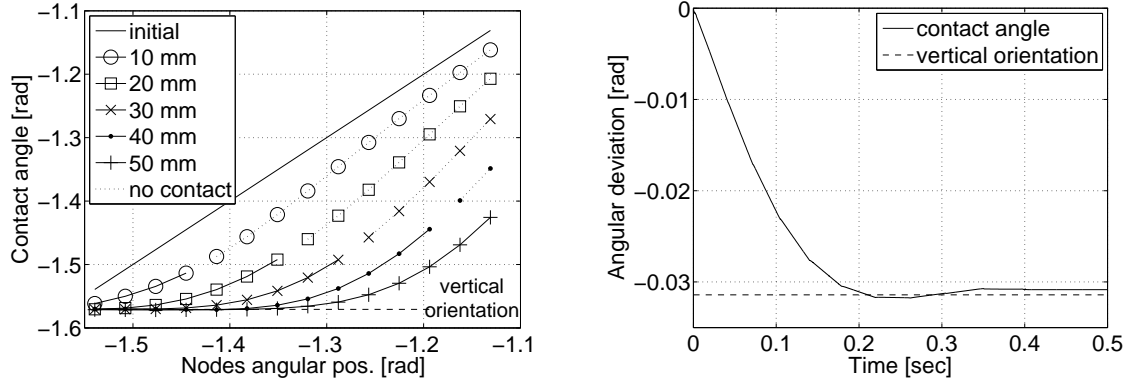 −1.1
−1.2
−1.3
−1.4
−1.5
−1.6
Contact angle [rad]
initial
10 mm
20 mm
30 mm
40 mm
50 mm
no contact
vertical
orientation
−1.5
−1.4
−1.3
−1.2
−1.1
Nodes angular pos. [rad]
0
−0.01
−0.02
−0.03
Angular deviation [rad]
contact angle
vertical orientation
0
0.1
0.2
0.3
0.4
0.5
Time [sec]